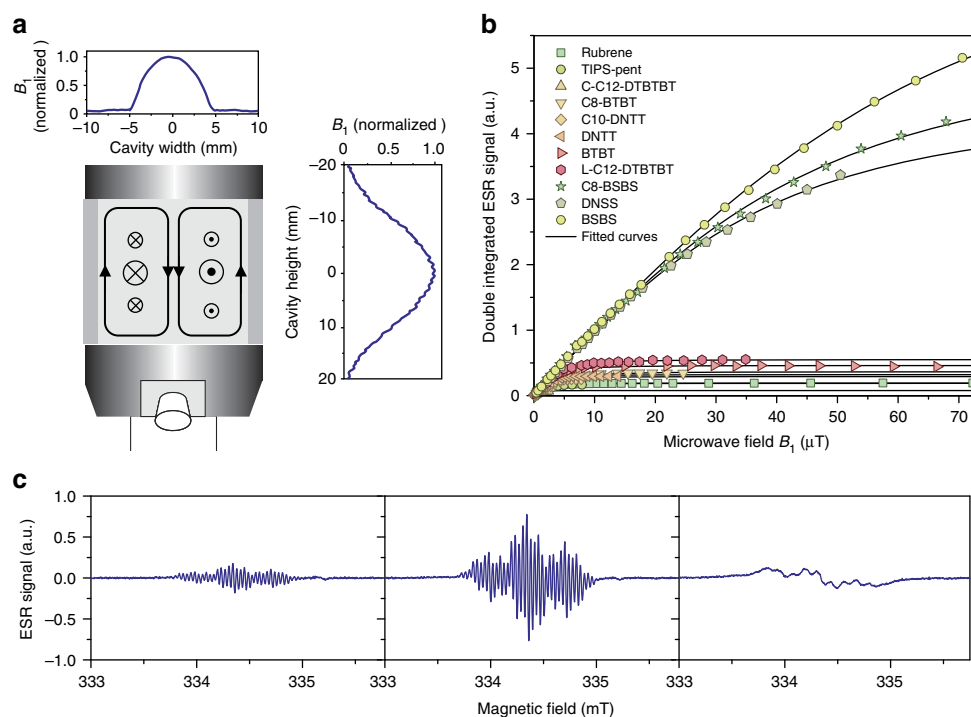 a
B1 (normalized)
1.0
0.5
0
−10
−5
0
5
10
Cavity width (mm)
B1 (normalized )
0 0.5 1.0
−20
−10
0
10
20
Cavity height (mm)
b
Double integrated ESR signal (a.u.)
5
4
3
2
1
0
Rubrene
TIPS-pent
C-C12-DTBTBT
C8-BTBT
C10-DNTT
DNTT
BTBT
L-C12-DTBTBT
C8-BSBS
DNSS
BSBS
Fitted curves
0 10 20 30 40 50 60 70
Microwave field B1 (μT)
c
ESR signal (a.u.)
1.0
0.5
0.0
−0.5
−1.0
333 334 335 333 334 335 333 334 335
Magnetic field (mT)